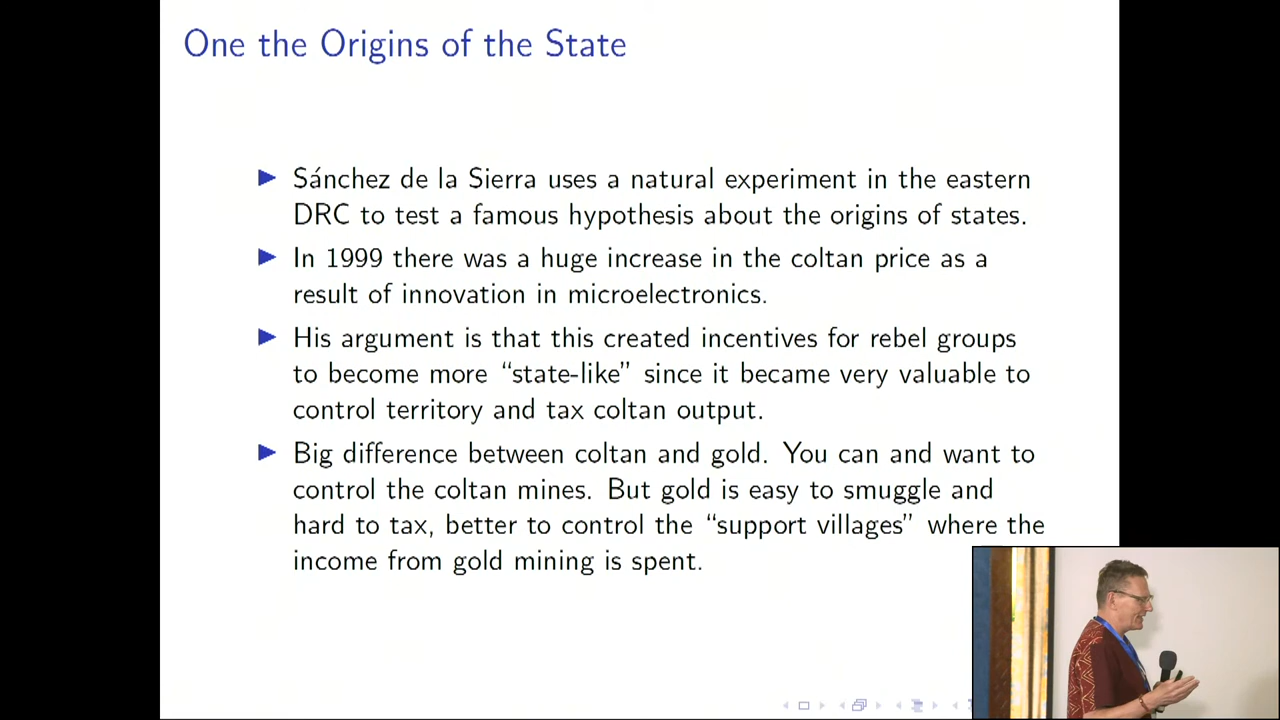 One the Origins of the State
Sánchez de la Sierra uses a natural experiment in the eastern
DRC to test a famous hypothesis about the origins of states.
In 1999 there was a huge increase in the coltan price as a
result of innovation in microelectronics.
His argument is that this created incentives for rebel groups
to become more “state-like” since it became very valuable to
control territory and tax coltan output.
Big difference between coltan and gold. You can and want to
control the coltan mines. But gold is easy to smuggle and
hard to tax, better to control the “support villages” where the
income from gold mining is spent.